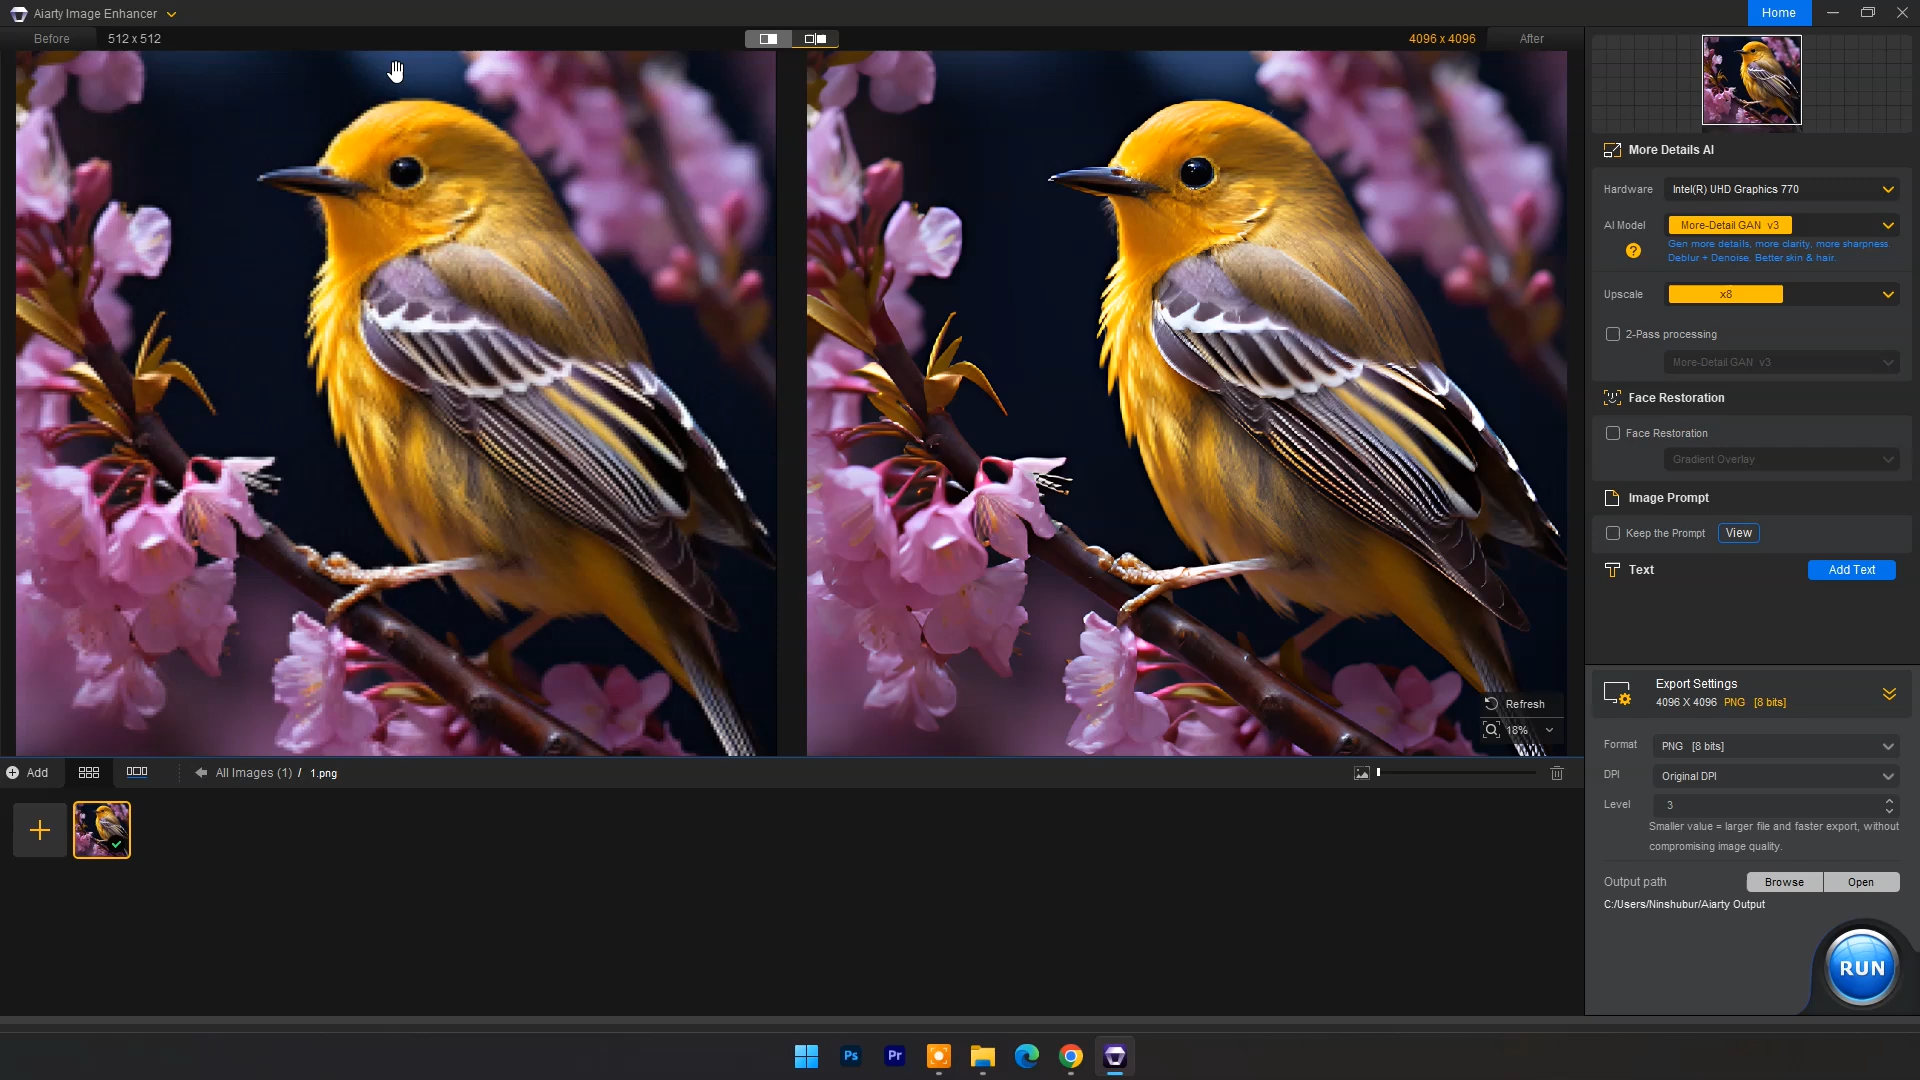 Aiarty Image Enhancer
Home
Before
512 x 512
4096 x 4096
After
More Details AI
Hardware
Intel(R) UHD Graphics 770
AI Model
More-Detail GAN v3
Gen more details, more clarity, more sharpness
Deblur + Denoise. Better skin & hair.
?
Upscale
x8
2-Pass processing
More-Detail GAN v3
Face Restoration
Face Restoration
Gradient Overlay
Image Prompt
Keep the Prompt
View
Text
Add Text
Refresh
18%
Add
All Images (1) / 1.png
Export Settings
4096 X 4096 PNG [8 bits]
Format
PNG [8 bits]
DPI
Original DPI
Level
3
Smaller value = larger file and faster export, without
compromising image quality.
Output path
Browse
Open
C:/Users/Ninshubur/Aiarty Output
RUN
Ps
Pr